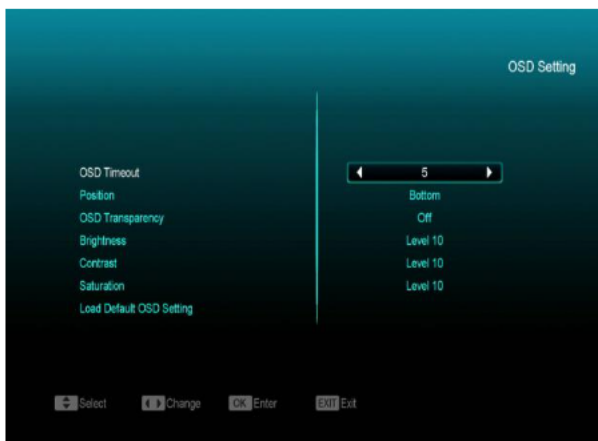 OSD Setting
OSD Timeout 5
Position Bottom
OSD Transparency Off
Brightness Level 10
Contrast Level 10
Saturation Level 10
Load Default OSD Setting
Select Change OK Enter EXIT Exit